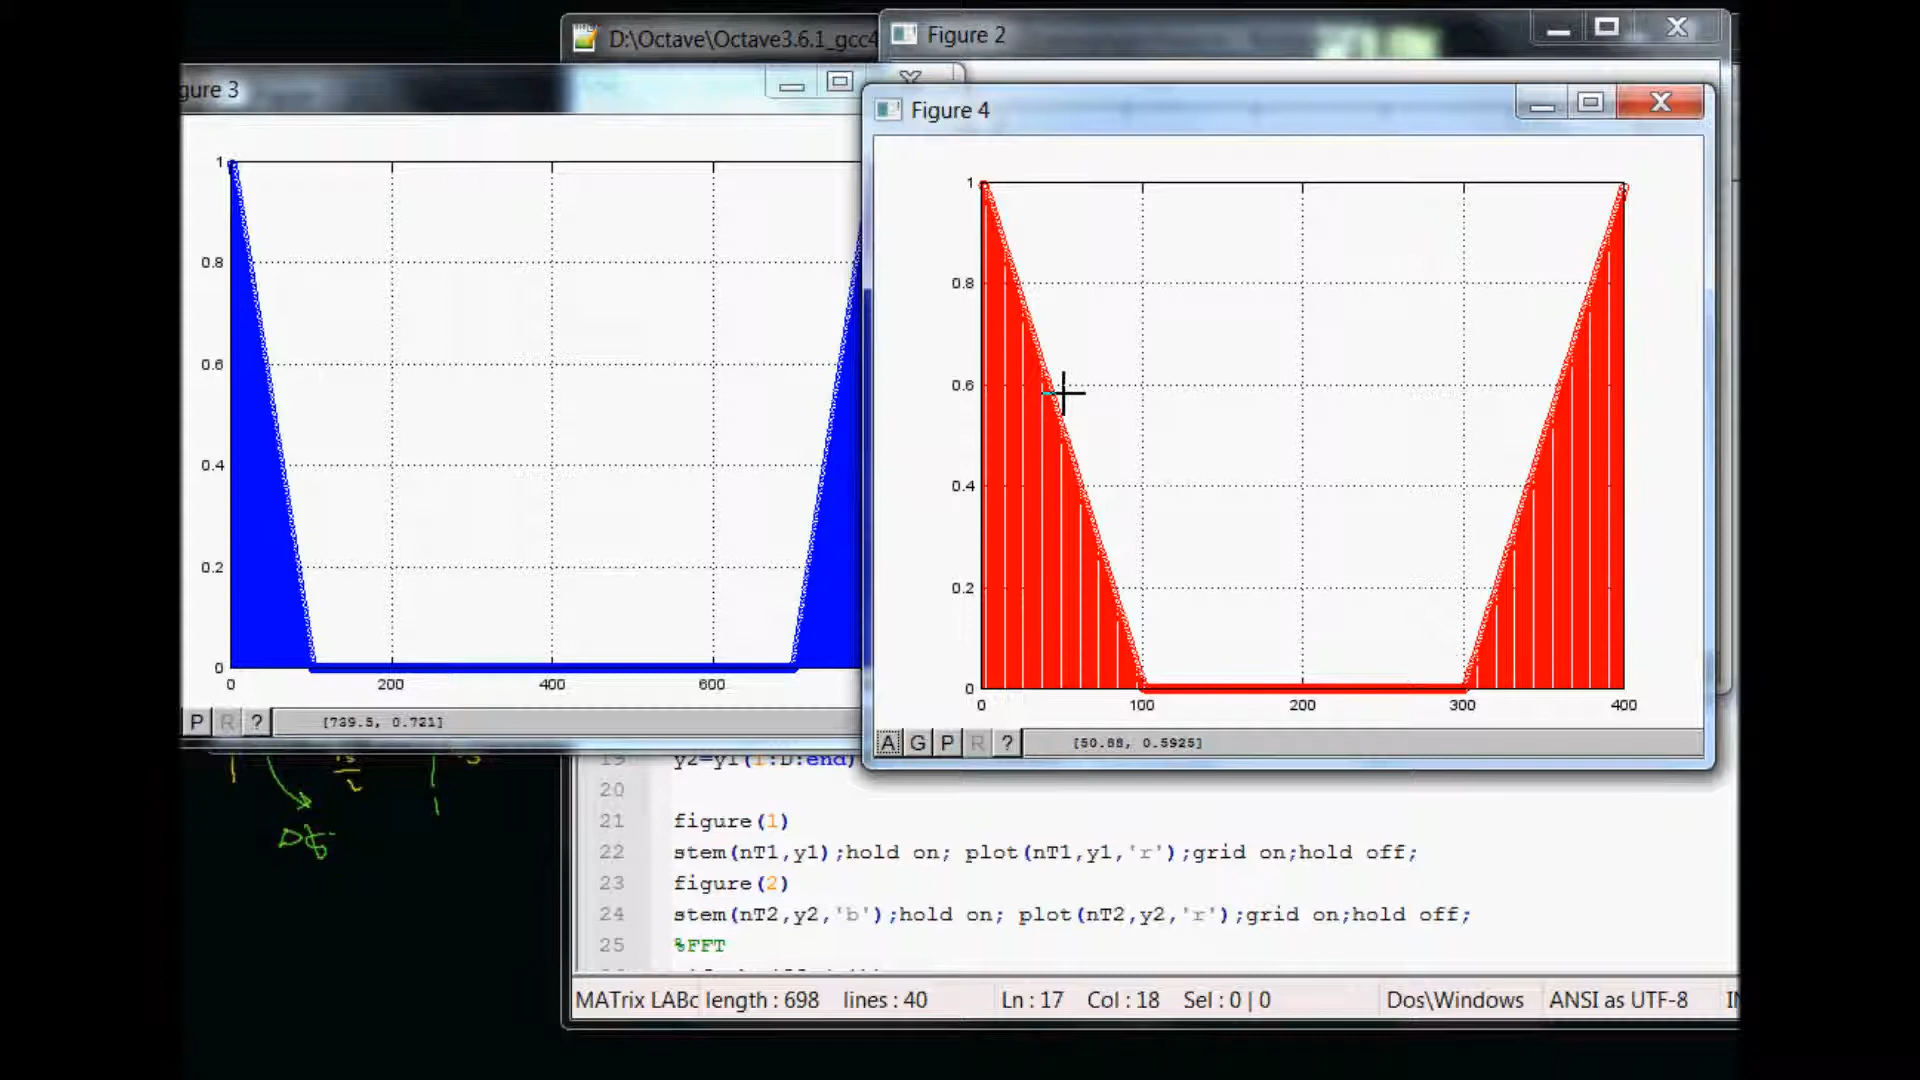 D:\Octave\Octave3.6.1_gcc4
Figure 2
gure 3
Figure 4
1
0.8
0.6
0.4
0.2
0
0
200
400
600
P R ?
[739.5, 0.721]
1
0.8
0.6
0.4
0.2
0
0
100
200
300
400
A G P R ?
[50.88, 0.5925]
19 y2=y1(1:D:end)
20
21 figure(1)
22 stem(nT1,y1);hold on; plot(nT1,y1,'r');grid on;hold off;
23 figure(2)
24 stem(nT2,y2,'b');hold on; plot(nT2,y2,'r');grid on;hold off;
25 %FFT
MATrix LABc length : 698 lines : 40 Ln : 17 Col : 18 Sel : 0 | 0 Dos\Windows ANSI as UTF-8